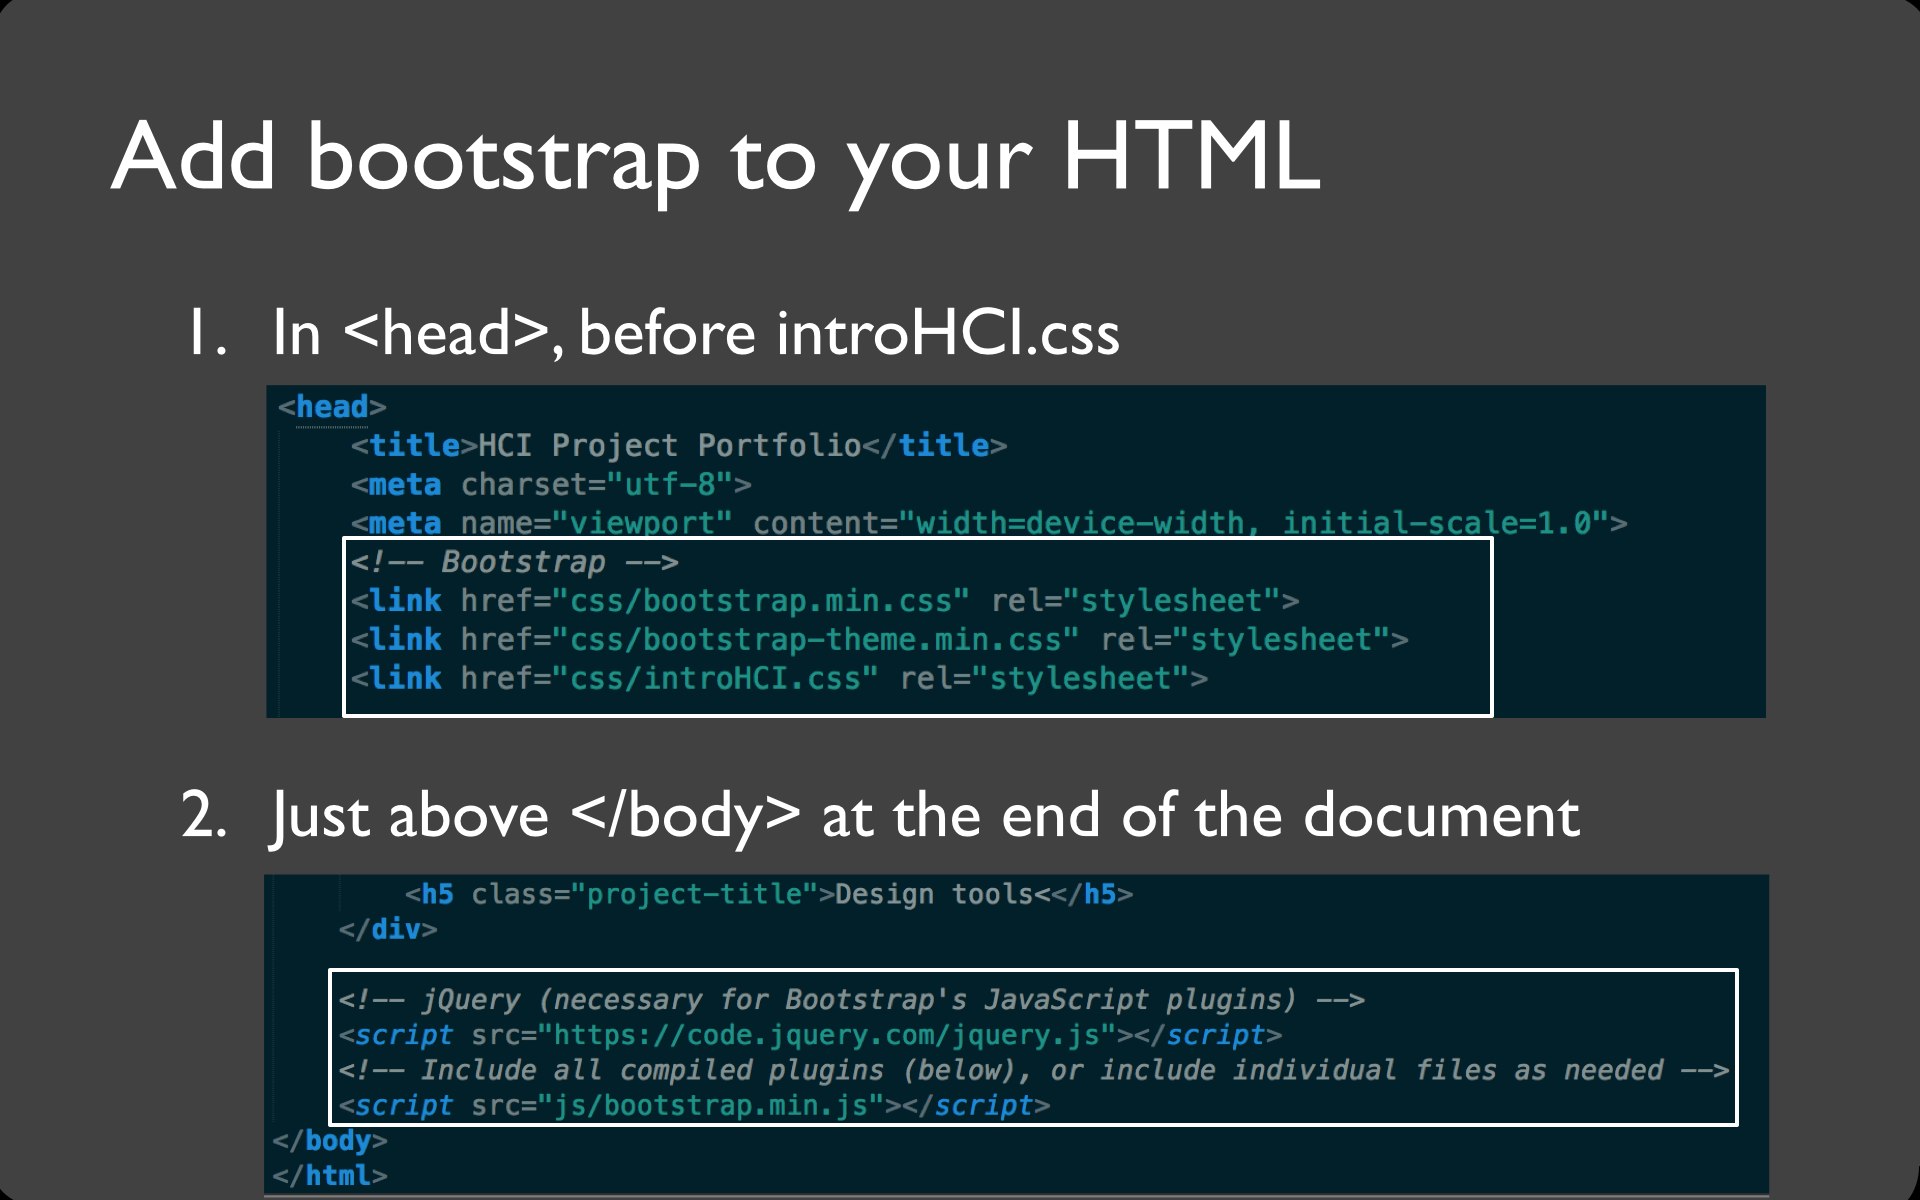 Add bootstrap to your HTML
1. In <head>, before introHCI.css
<head>
<title>HCI Project Portfolio</title>
<meta charset="utf-8">
<meta name="viewport" content="width=device-width, initial-scale=1.0">
<!-- Bootstrap -->
<link href="css/bootstrap.min.css" rel="stylesheet">
<link href="css/bootstrap-theme.min.css" rel="stylesheet">
<link href="css/introHCI.css" rel="stylesheet">
2. Just above </body> at the end of the document
<h5 class="project-title">Design tools<</h5>
</div>
<!-- jQuery (necessary for Bootstrap's JavaScript plugins) -->
<script src="https://code.jquery.com/jquery.js"></script>
<!-- Include all compiled plugins (below), or include individual files as needed -->
<script src="js/bootstrap.min.js"></script>
</body>
</html>